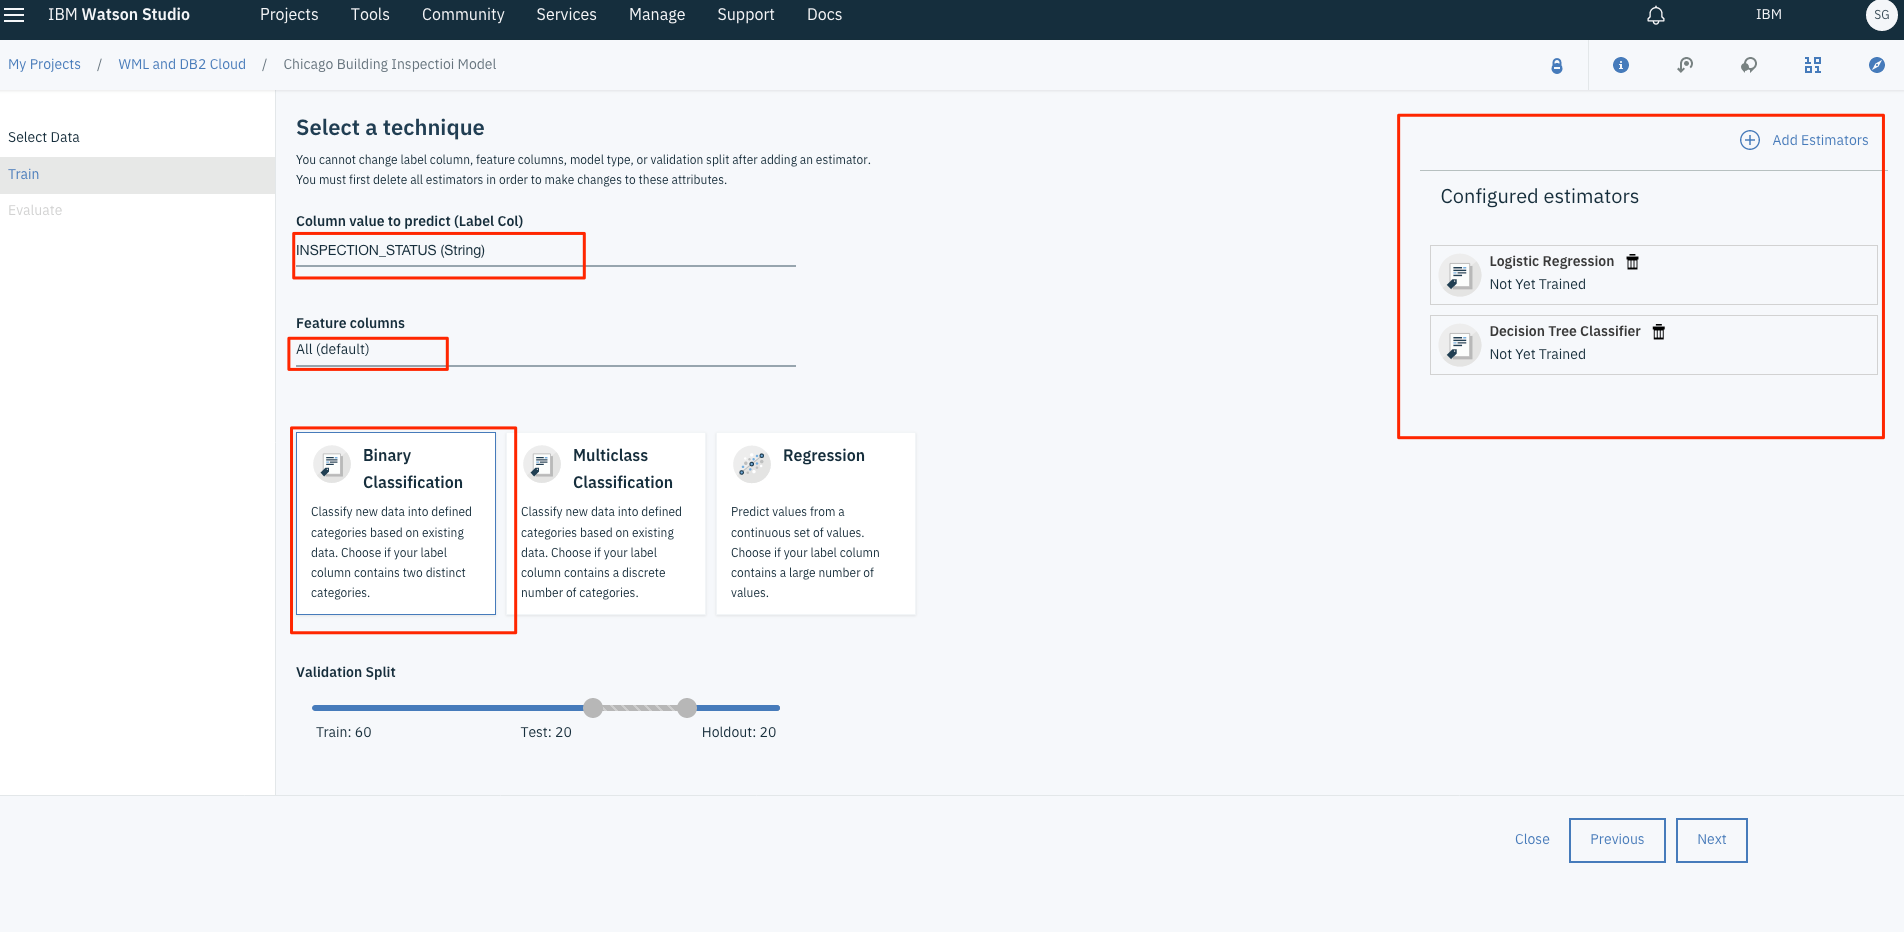 IBM Watson Studio Projects Tools Community Services Manage Support Docs IBM SG
My Projects / WML and DB2 Cloud / Chicago Building Inspectioi Model
Select Data
Train
Evaluate
Select a technique
You cannot change label column, feature columns, model type, or validation split after adding an estimator.
You must first delete all estimators in order to make changes to these attributes.
Column value to predict (Label Col)
INSPECTION_STATUS (String)
Feature columns
All (default)
Binary
Classification
Classify new data into defined
categories based on existing
data. Choose if your label
column contains two distinct
categories.
Multiclass
Classification
Classify new data into defined
categories based on existing
data. Choose if your label
column contains a discrete
number of categories.
Regression
Predict values from a
continuous set of values.
Choose if your label column
contains a large number of
values.
Validation Split
Train: 60 Test: 20 Holdout: 20
Add Estimators
Configured estimators
Logistic Regression
Not Yet Trained
Decision Tree Classifier
Not Yet Trained
Close Previous Next